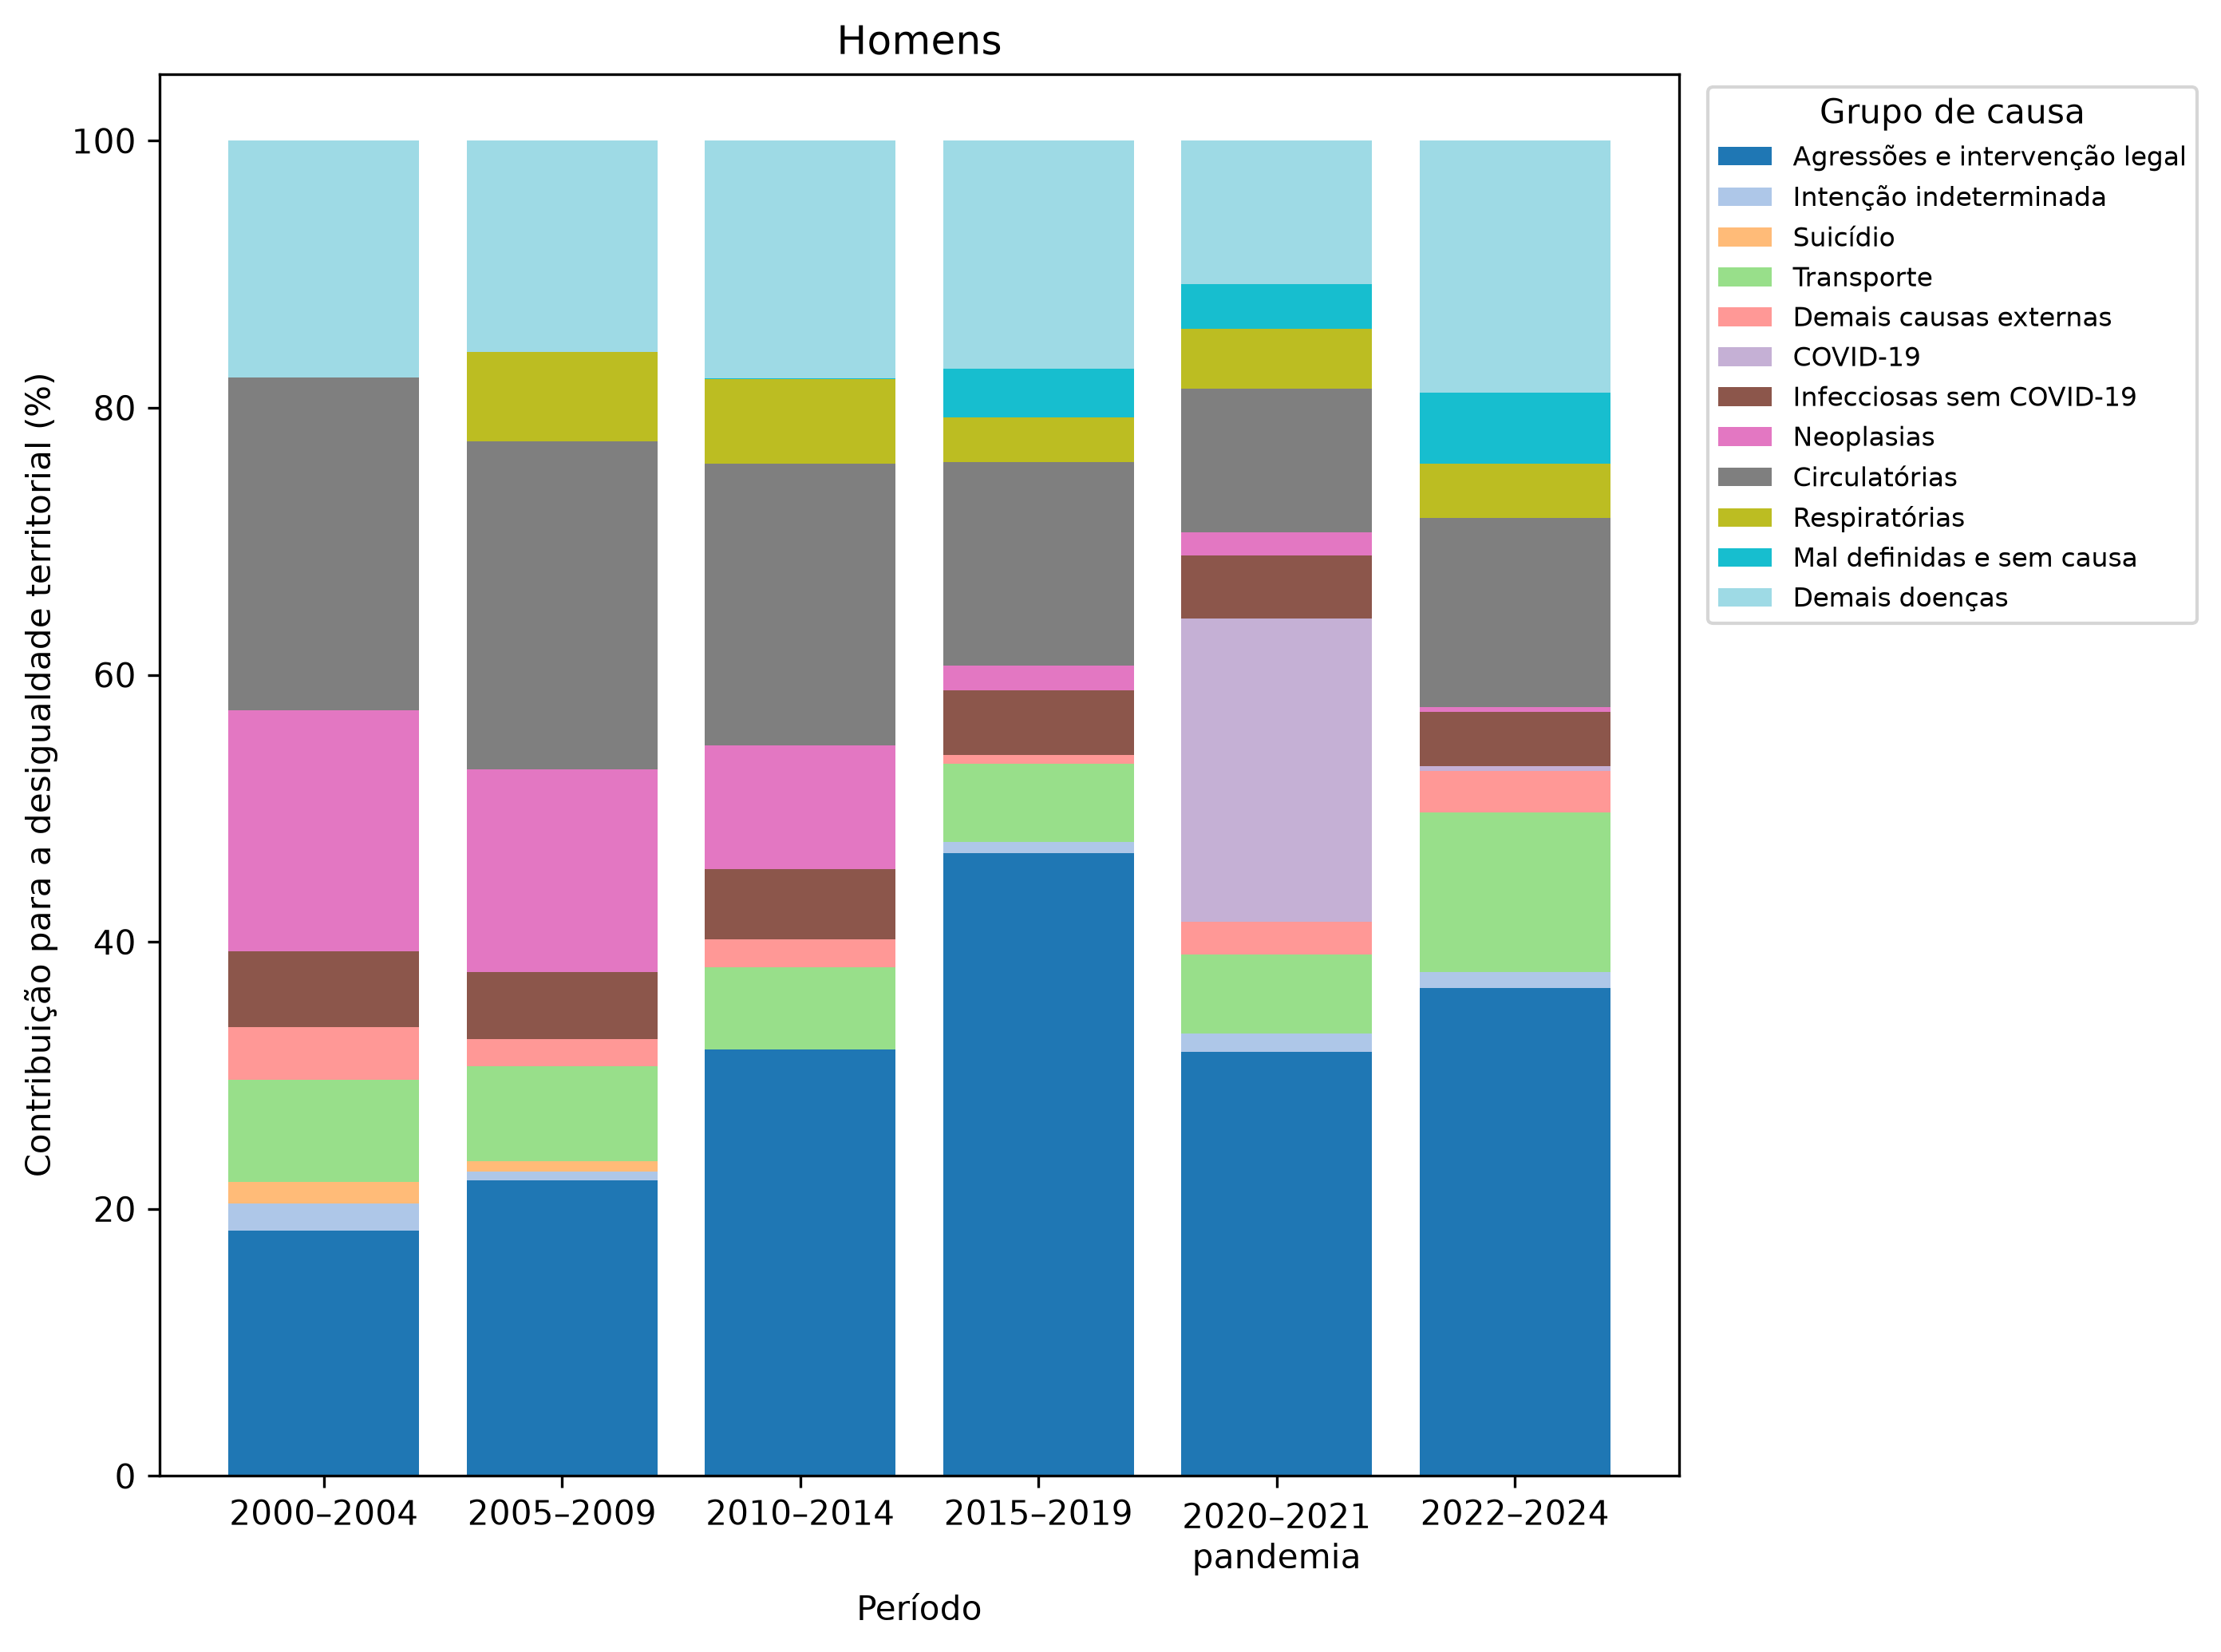 Homens
Contribuição para a desigualdade territorial (%)
100
80
60
40
20
0
2000–2004
2005–2009
2010–2014
2015–2019
2020–2021
pandemia
2022–2024
Período
Grupo de causa
Agressões e intervenção legal
Intenção indeterminada
Suicídio
Transporte
Demais causas externas
COVID-19
Infecciosas sem COVID-19
Neoplasias
Circulatórias
Respiratórias
Mal definidas e sem causa
Demais doenças